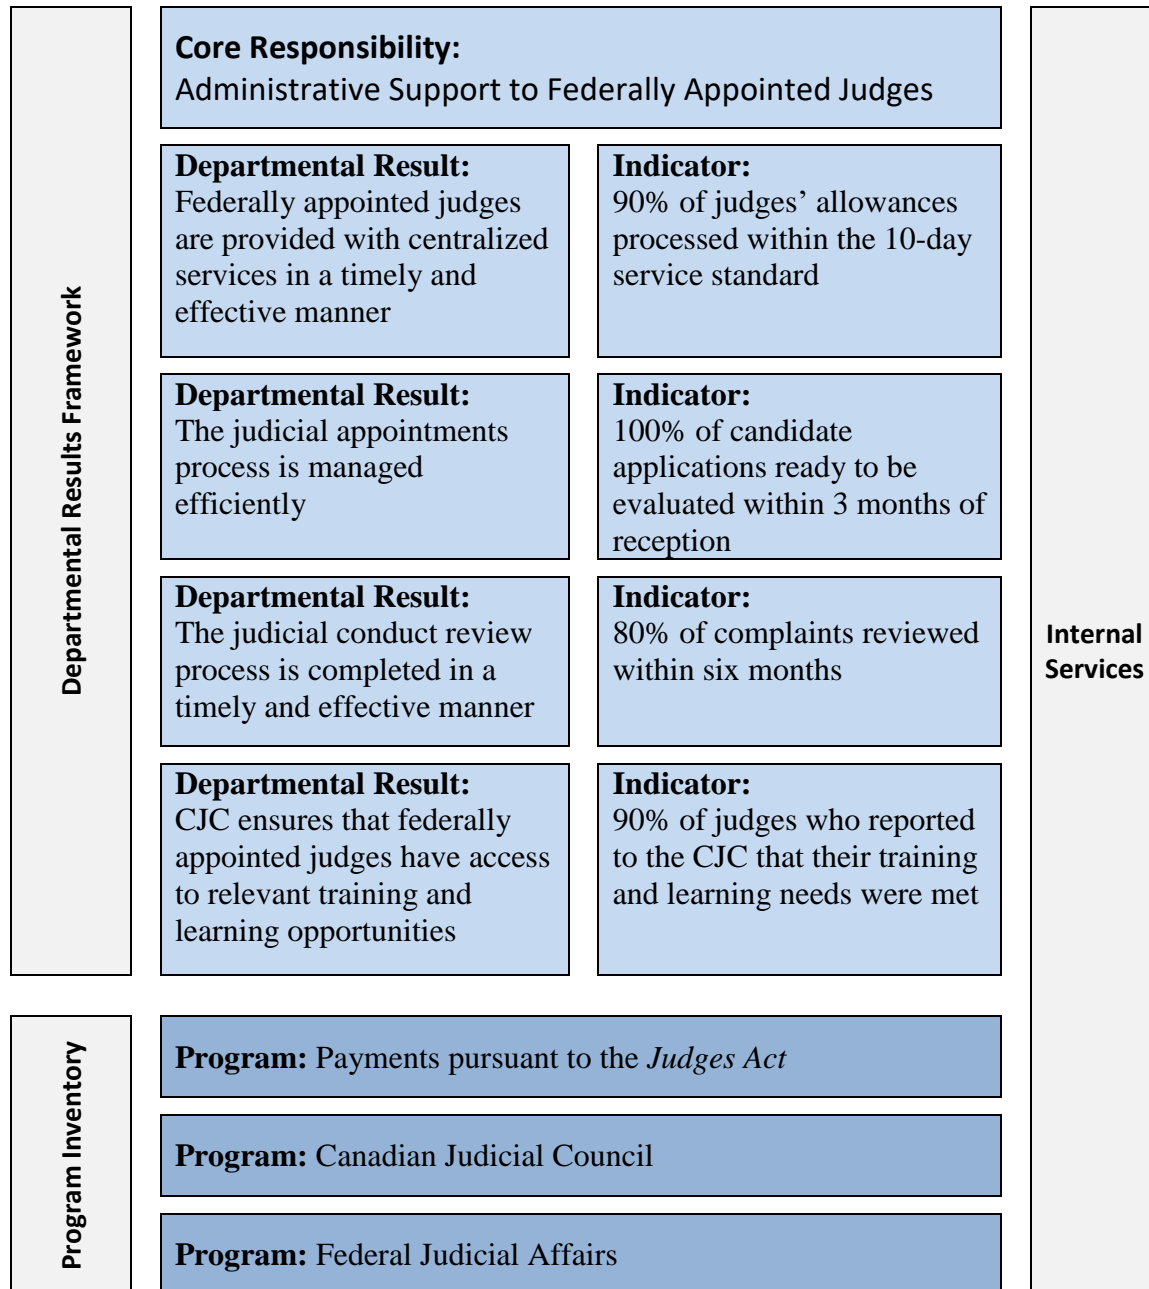 Departmental Results Framework
Core Responsibility:
Administrative Support to Federally Appointed Judges
Departmental Result:
Federally appointed judges
are provided with centralized
services in a timely and
effective manner
Indicator:
90% of judges’ allowances
processed within the 10-day
service standard
Departmental Result:
The judicial appointments
process is managed
efficiently
Indicator:
100% of candidate
applications ready to be
evaluated within 3 months of
reception
Departmental Result:
The judicial conduct review
process is completed in a
timely and effective manner
Indicator:
80% of complaints reviewed
within six months
Departmental Result:
CJC ensures that federally
appointed judges have access
to relevant training and
learning opportunities
Indicator:
90% of judges who reported
to the CJC that their training
and learning needs were met
Program Inventory
Program: Payments pursuant to the Judges Act
Program: Canadian Judicial Council
Program: Federal Judicial Affairs
Internal
Services